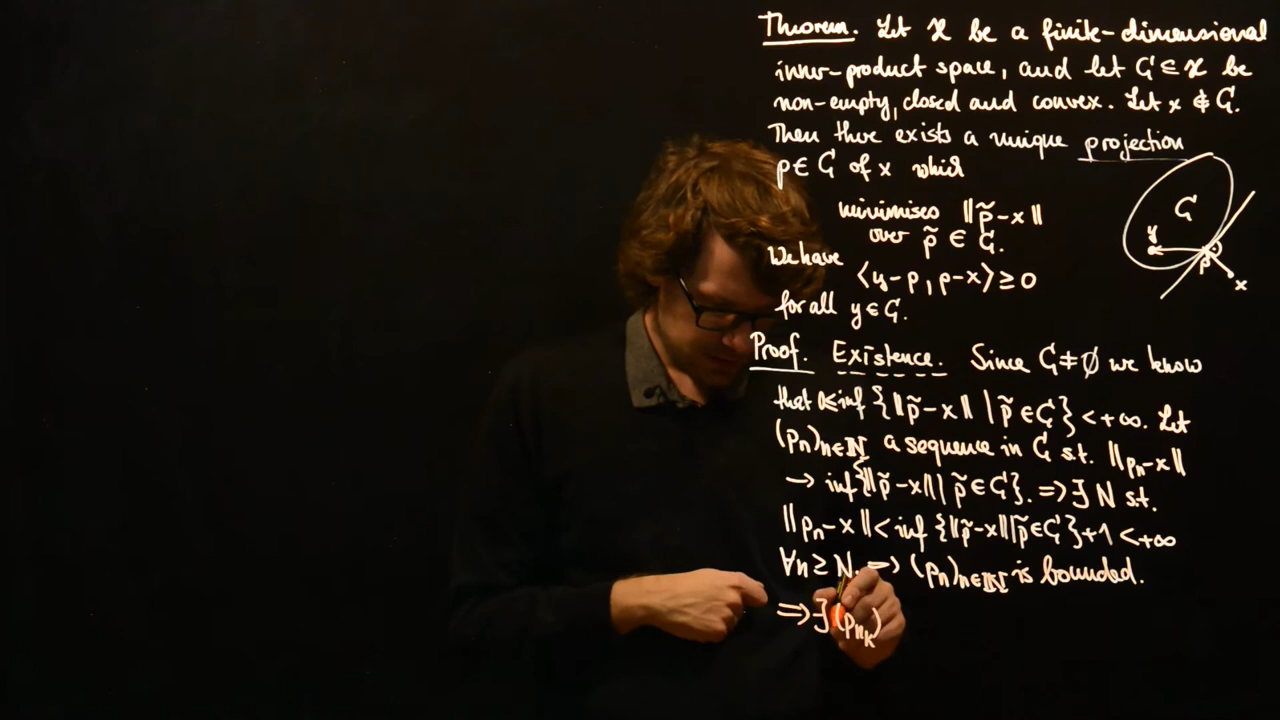 Theorem. Let ℋ be a finite-dimensional
inner-product space, and let C ⊆ ℋ be
non-empty, closed and convex. Let x ∉ C.
Then there exists a unique projection
p ∈ C of x which
minimises ‖p̃-x‖
over p̃ ∈ C.
We have
⟨y-p, p-x⟩ ≥ 0
for all y ∈ C.
C
y
p
x
Proof. Existence. Since C ≠ ∅ we know
that 0≤inf {‖p̃-x‖ | p̃ ∈ C} < +∞. Let
(pₙ)ₙ∈ℕ a sequence in C s.t. ‖pₙ-x‖
→ inf{‖p̃-x‖ | p̃ ∈ C}. ⇒ ∃ N s.t.
‖pₙ-x‖ < inf {‖p̃-x‖ | p̃ ∈ C}+1 < +∞
∀n ≥ N. ⇒ (pₙ)ₙ∈ℕ is bounded.
⇒ ∃ (pₙₖ)